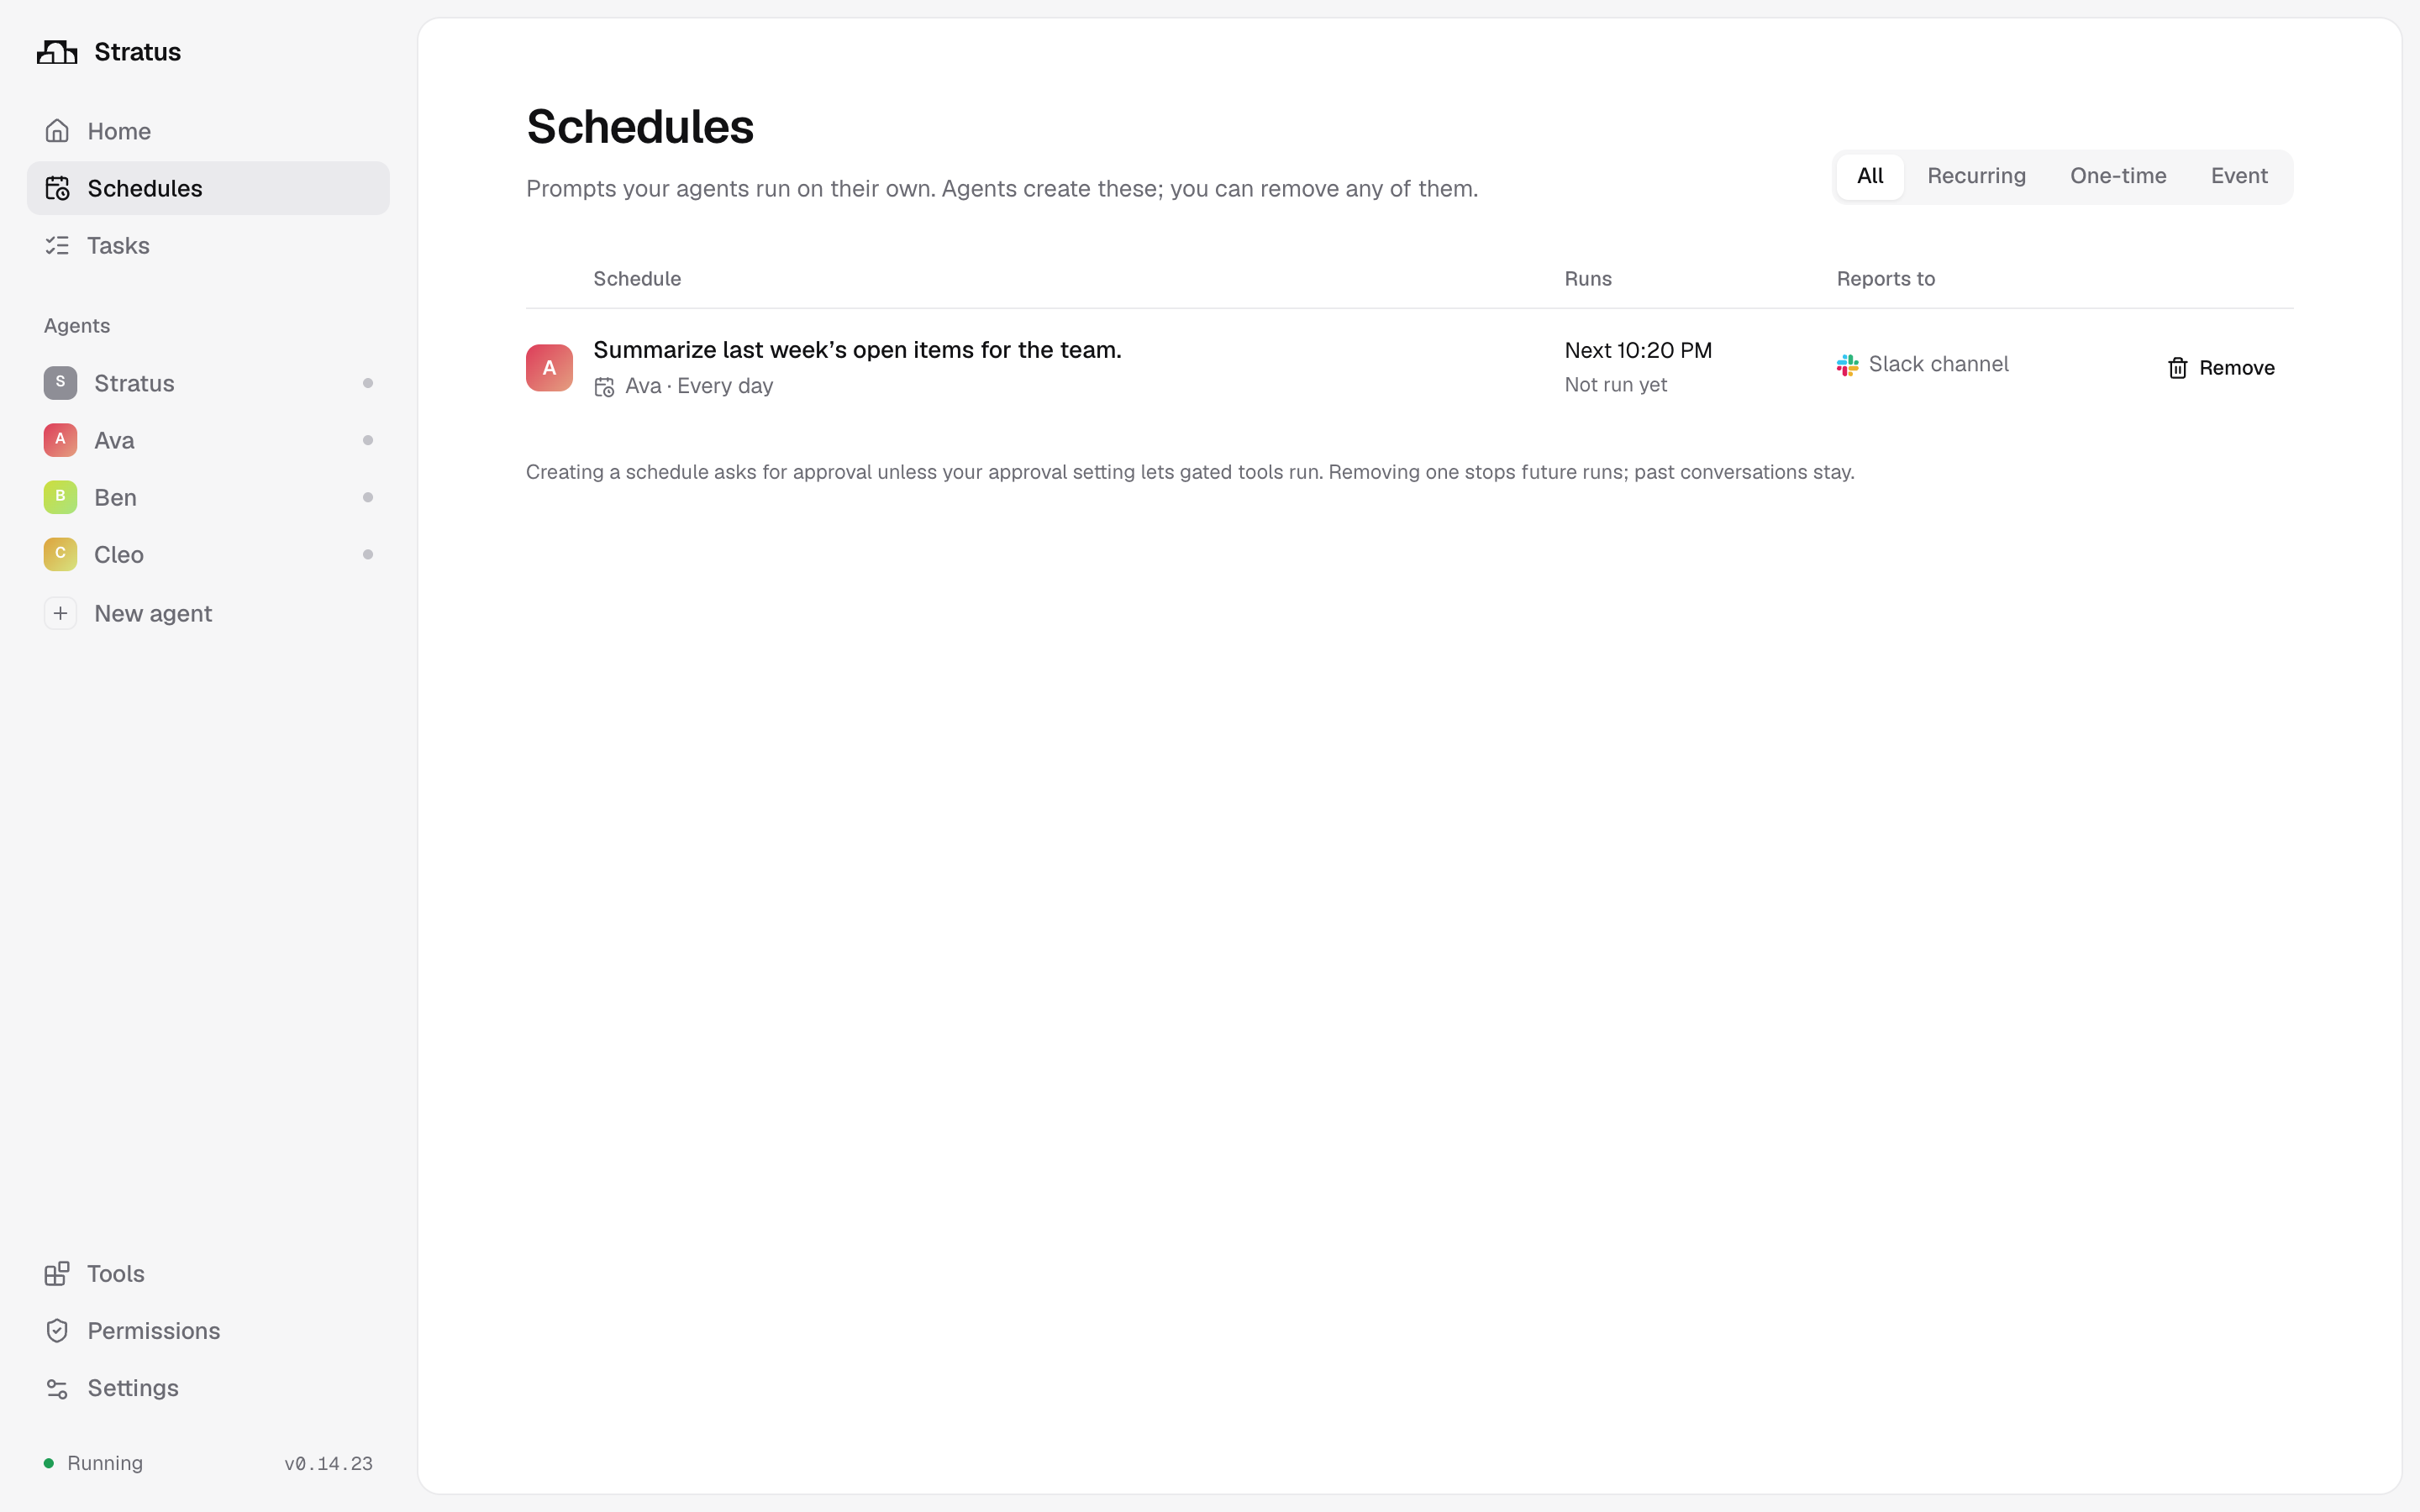 Stratus
Home
Schedules
Tasks
Agents
S Stratus
A Ava
B Ben
C Cleo
New agent
Tools
Permissions
Settings
Running v0.14.23
Schedules
Prompts your agents run on their own. Agents create these; you can remove any of them.
All Recurring One-time Event
Schedule Runs Reports to
A
Summarize last week’s open items for the team.
Ava · Every day
Next 10:20 PM
Not run yet
Slack channel
Remove
Creating a schedule asks for approval unless your approval setting lets gated tools run. Removing one stops future runs; past conversations stay.